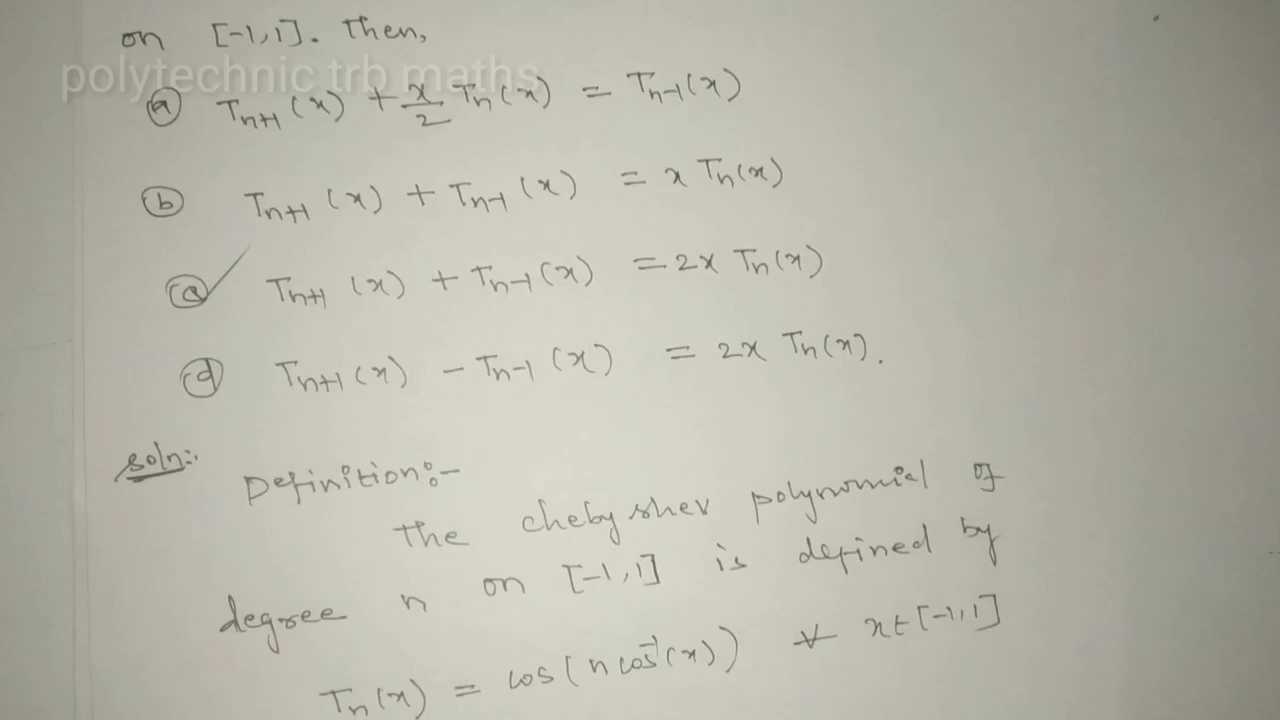 on [-1,1]. Then,
polytechnic trb maths
(a) Tn+1 (x) + x/2 Tn(x) = Tn-1(x)
(b) Tn+1 (x) + Tn-1 (x) = x Tn(x)
(c) Tn+1 (x) + Tn-1(x) = 2x Tn(x)
(d) Tn+1(x) - Tn-1 (x) = 2x Tn(x).
soln:-
Definition:-
The chebyshev polynomial of
degree n on [-1,1] is defined by
Tn(x) = cos(n cos⁻¹(x)) ∀ x∈[-1,1]